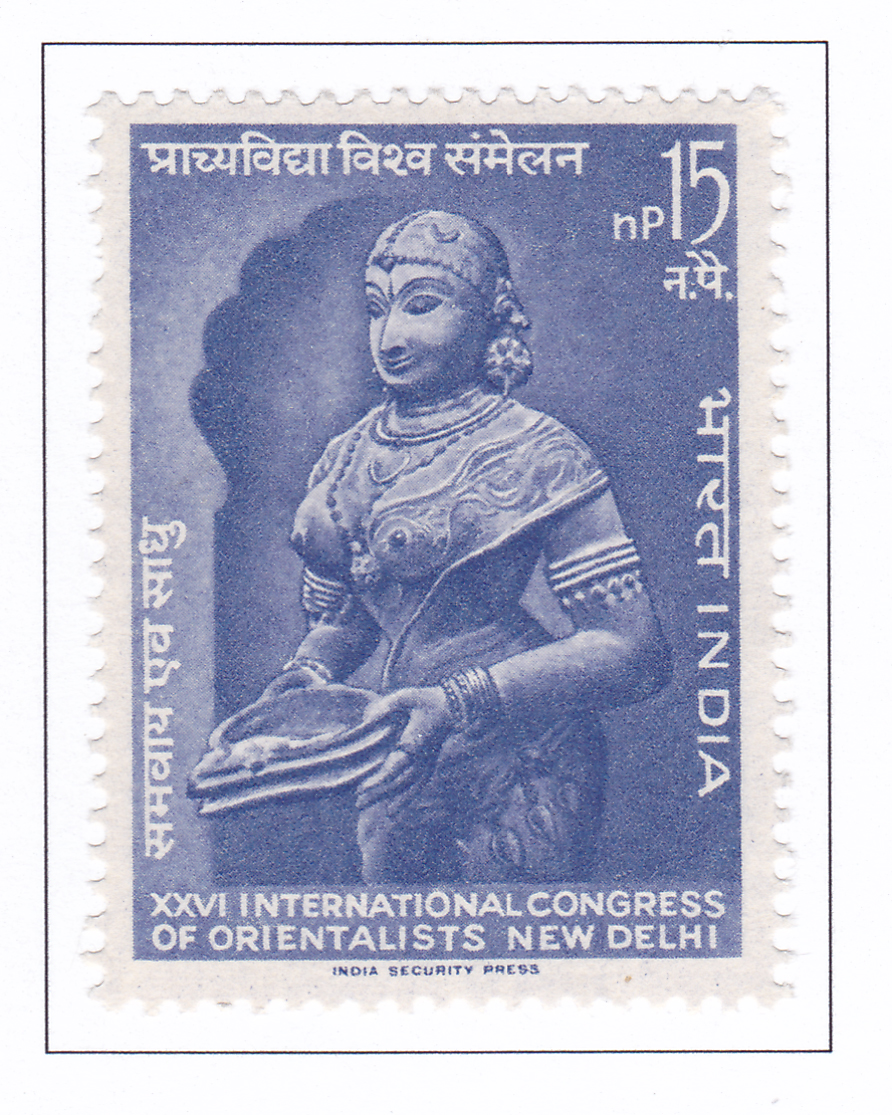 प्राच्यविद्या विश्व संमेलन
15
nP
न.पै.
भारत INDIA
समवाय एव साधु
XXVI INTERNATIONAL CONGRESS
OF ORIENTALISTS NEW DELHI
INDIA SECURITY PRESS